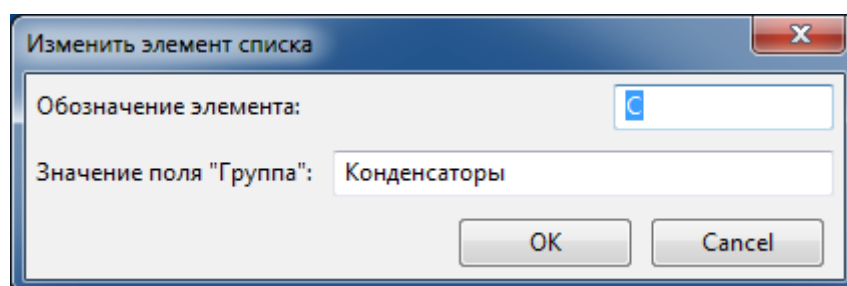 Изменить элемент списка
Обозначение элемента: C
Значение поля "Группа": Конденсаторы
OK Cancel